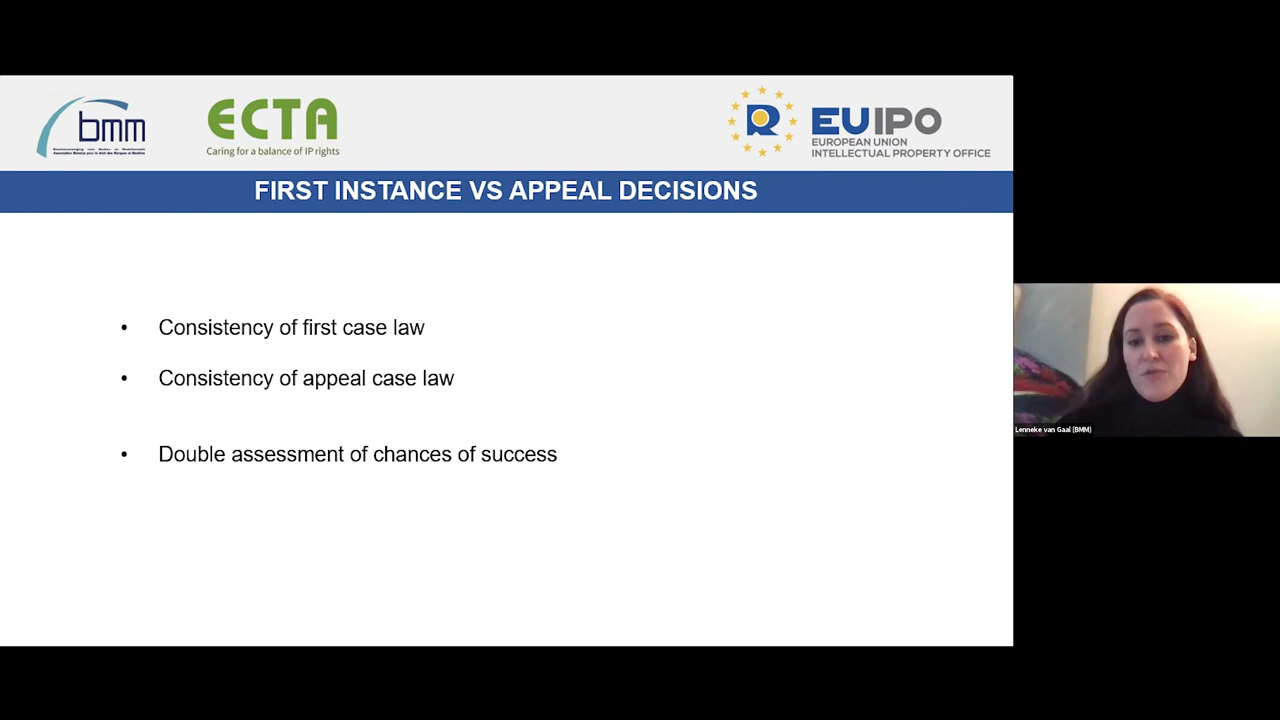 bmm
ECTA
Caring for a balance of IP rights
R
EUIPO
EUROPEAN UNION
INTELLECTUAL PROPERTY OFFICE
FIRST INSTANCE VS APPEAL DECISIONS
• Consistency of first case law
• Consistency of appeal case law
• Double assessment of chances of success
Lenneke van Gaal (BMM)